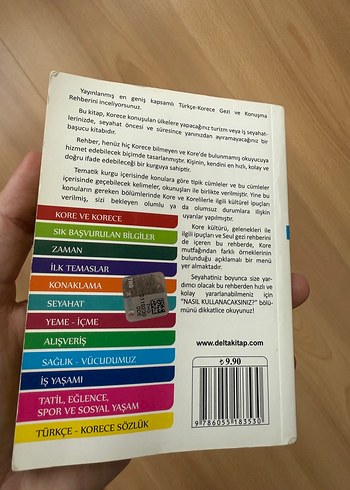 Yayınlanmış en geniş kapsamlı Türkçe-Korece Gezi ve Konuşma
Rehberini inceliyorsunuz.
Bu kitap, Korece konuşulan ülkelere yapacağınız turizm veya iş seyahat-
lerinizde, seyahat öncesi ve süresince yanınızdan ayıramayacağınız bir
başucu kitabıdır.
Rehber, henüz hiç Korece bilmeyen ve Kore'de bulunmamış okuyucuya
hizmet edebilecek biçimde tasarlanmıştır. Kişinin, kendini en hızlı, kolay ve
doğru ifade edebileceği bir kurguya sahiptir.
Tematik kurgu içerisinde konulara göre tipik cümleler ve bu cümleler
içerisinde geçebilecek kelimeler, okunuşları ile birlikte verilmiştir. Yine bu
konuların gereken bölümlerinde Kore ve Korelilerle ilgili kültürel ipuçları
verilmiş, sizi bekleyen olumlu ya da olumsuz durumlara ilişkin
uyarılar yapılmıştır.
Kore kültürü, gelenekleri ile
ilgili ipuçları ve Seul gezi rehberini
de içeren bu rehberde, Kore
mutfağından farklı örneklerinin
bulunduğu açıklamalı bir menü
yer almaktadır.
Seyahatiniz boyunca size yar-
dımcı olacak bu rehberden hızlı ve
kolay yararlanabilmeniz için
"NASIL KULLANACAKSINIZ?" bölü-
münü dikkatlice okuyunuz!
KORE VE KORECE
SIK BAŞVURULAN BİLGİLER
ZAMAN
İLK TEMASLAR
KONAKLAMA
SEYAHAT
YEME - İÇME
ALIŞVERİŞ
SAĞLIK - VÜCUDUMUZ
İŞ YAŞAMI
TATİL, EĞLENCE,
SPOR VE SOSYAL YAŞAM
TÜRKÇE - KORECE SÖZLÜK
www.deltakitap.com
₺ 9.90
9 786055 183530